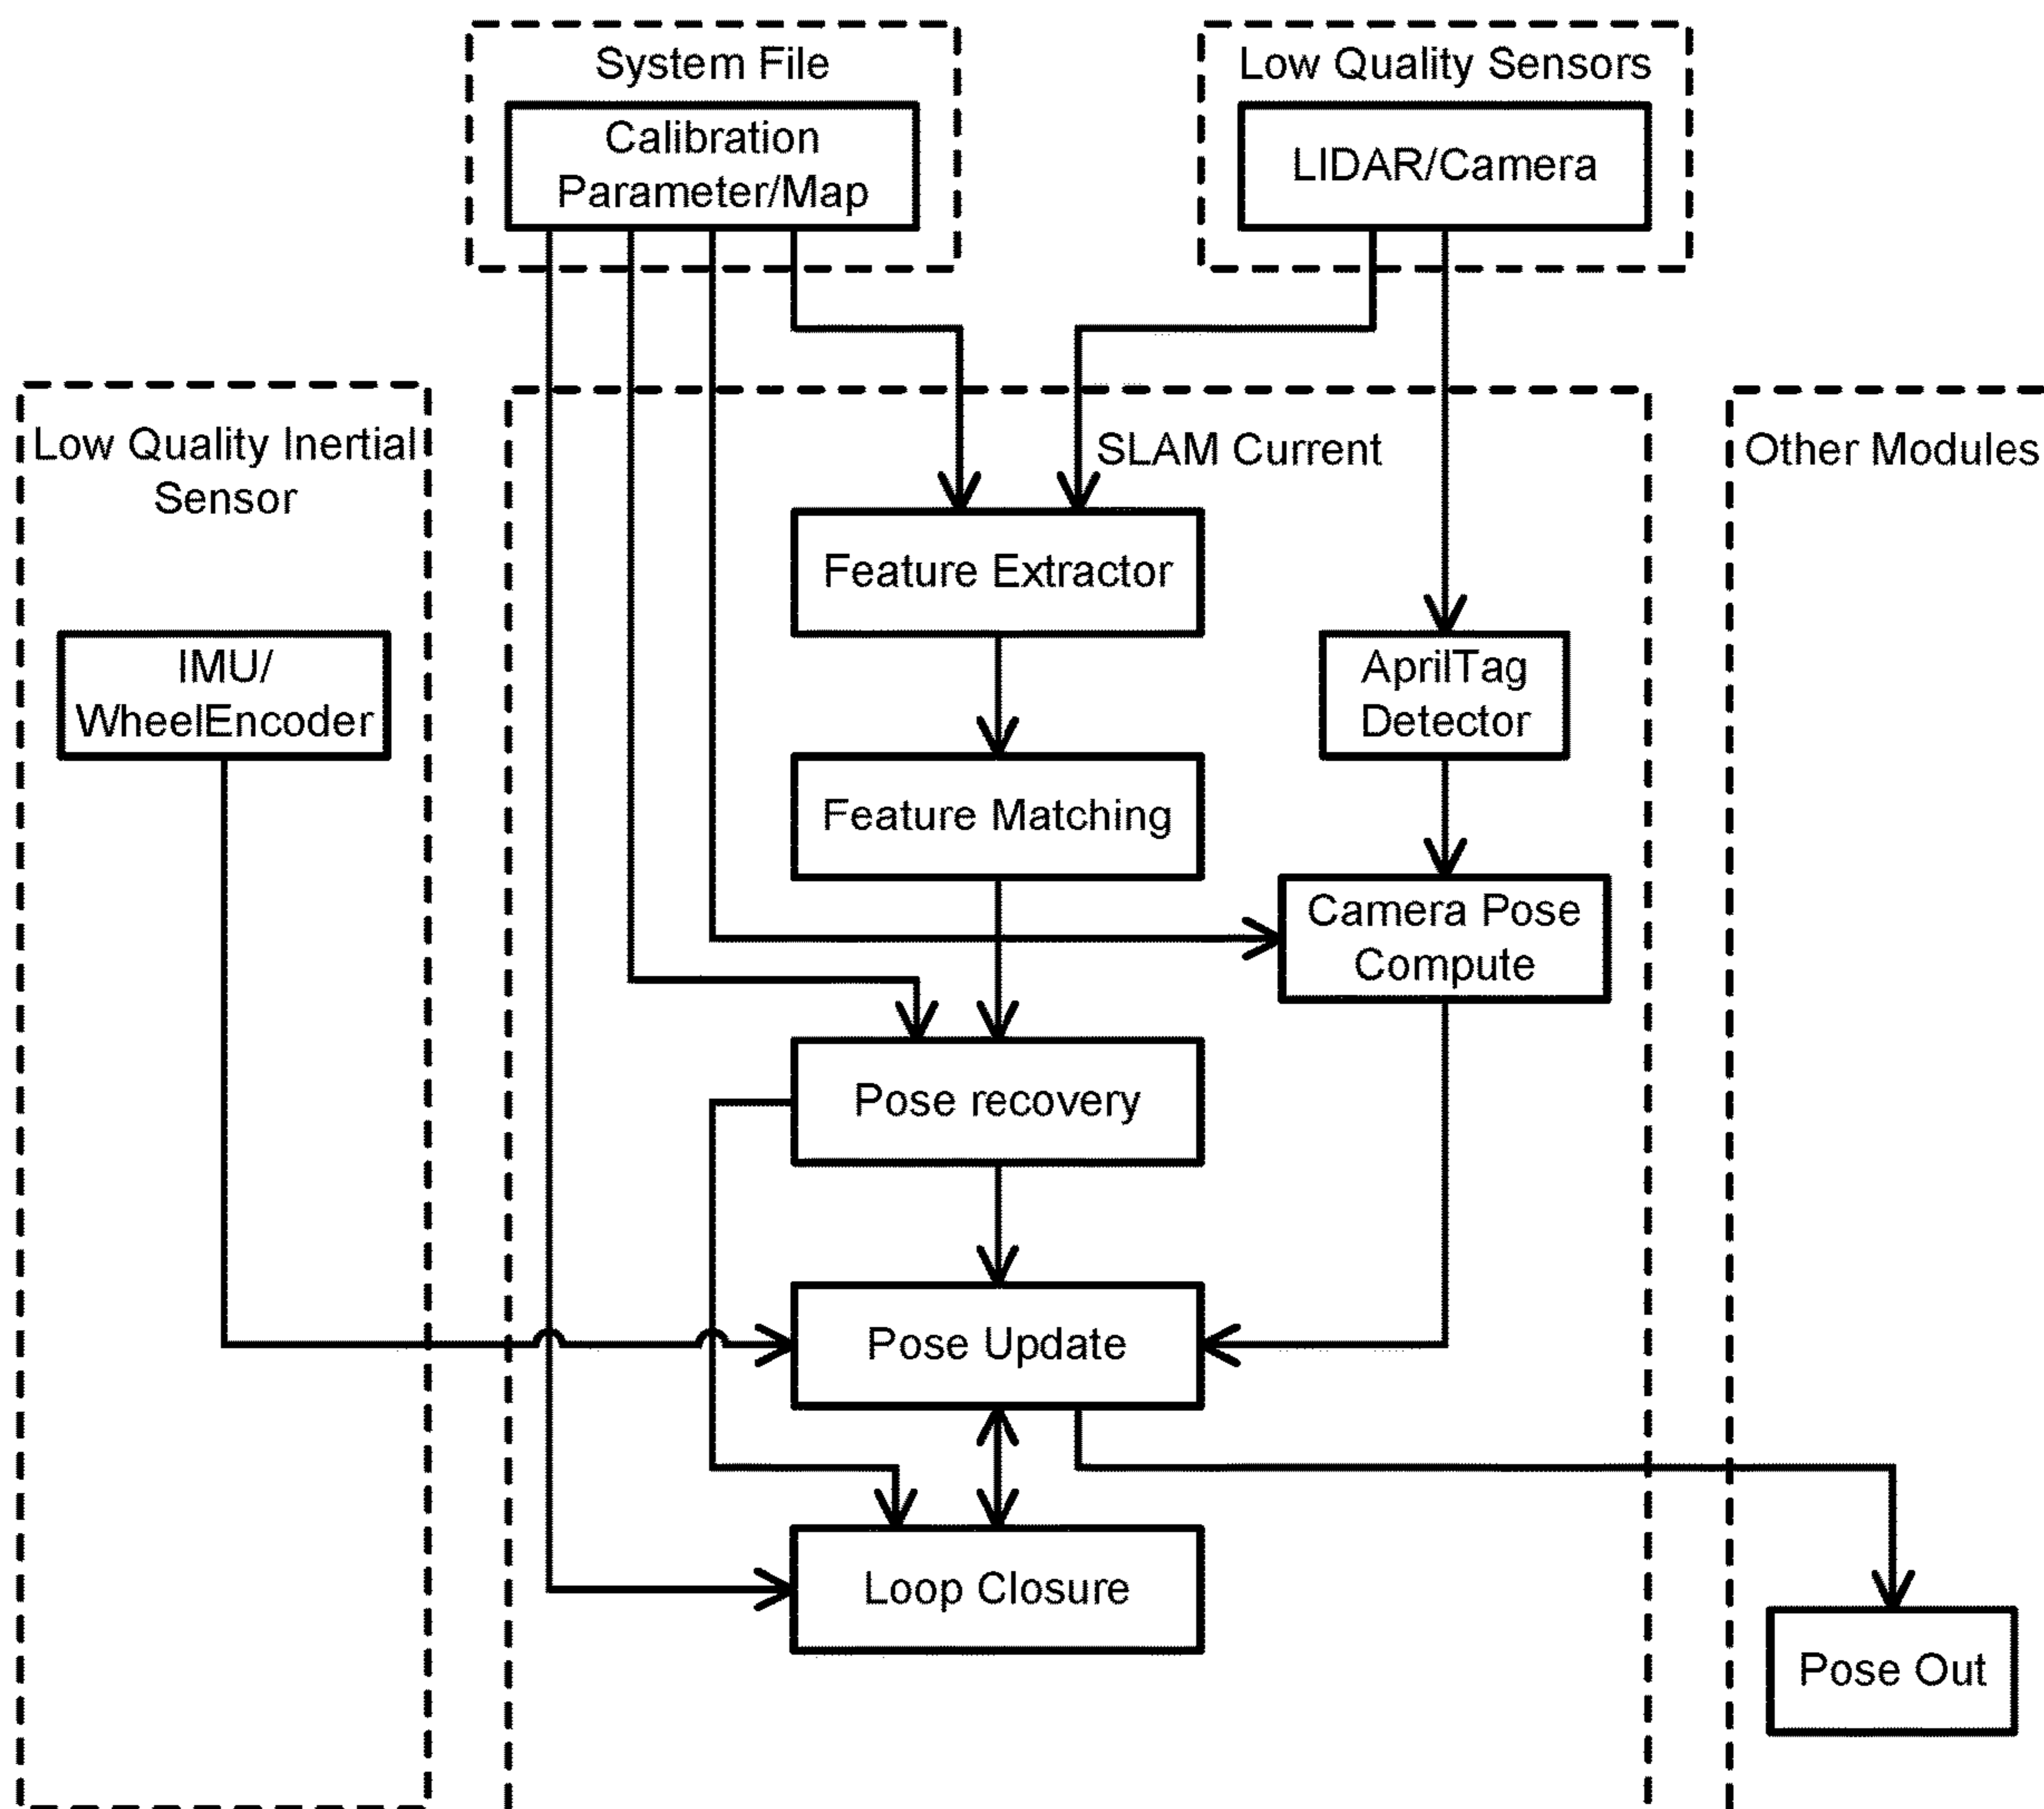 System File
Calibration
Parameter/Map
Low Quality Sensors
LIDAR/Camera
Low Quality Inertial
Sensor
IMU/
WheelEncoder
SLAM Current
Feature Extractor
AprilTag
Detector
Feature Matching
Camera Pose
Compute
Pose recovery
Pose Update
Loop Closure
Other Modules
Pose Out